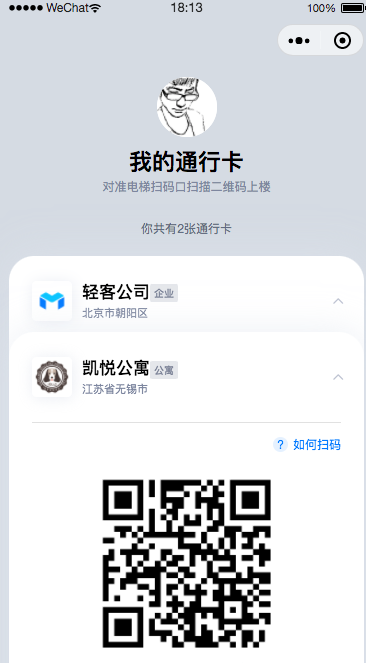 ●●●●● WeChat 18:13 100%
我的通行卡
对准电梯扫码口扫描二维码上楼
你共有2张通行卡
轻客公司 企业
北京市朝阳区
凯悦公寓 公寓
江苏省无锡市
? 如何扫码